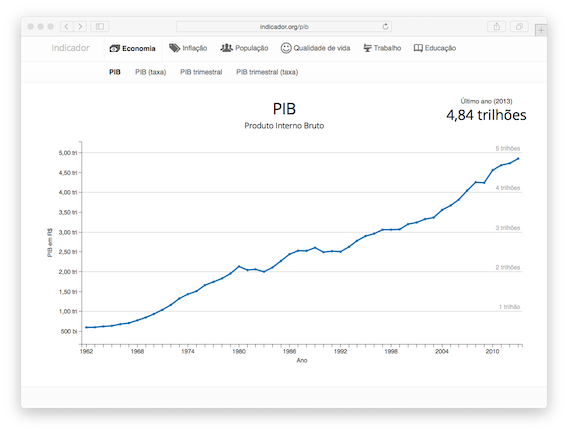 indicador.org/pib
Indicador Economia Inflação População Qualidade de vida Trabalho Educação
PIB PIB (taxa) PIB trimestral PIB trimestral (taxa)
PIB
Produto Interno Bruto
Último ano (2013)
4,84 trilhões
PIB em R$
5,00 tri
4,50 tri
4,00 tri
3,50 tri
3,00 tri
2,50 tri
2,00 tri
1,50 tri
1,00 tri
500 bi
5 trilhões
4 trilhões
3 trilhões
2 trilhões
1 trilhão
1962 1968 1974 1980 1986 1992 1998 2004 2010
Ano